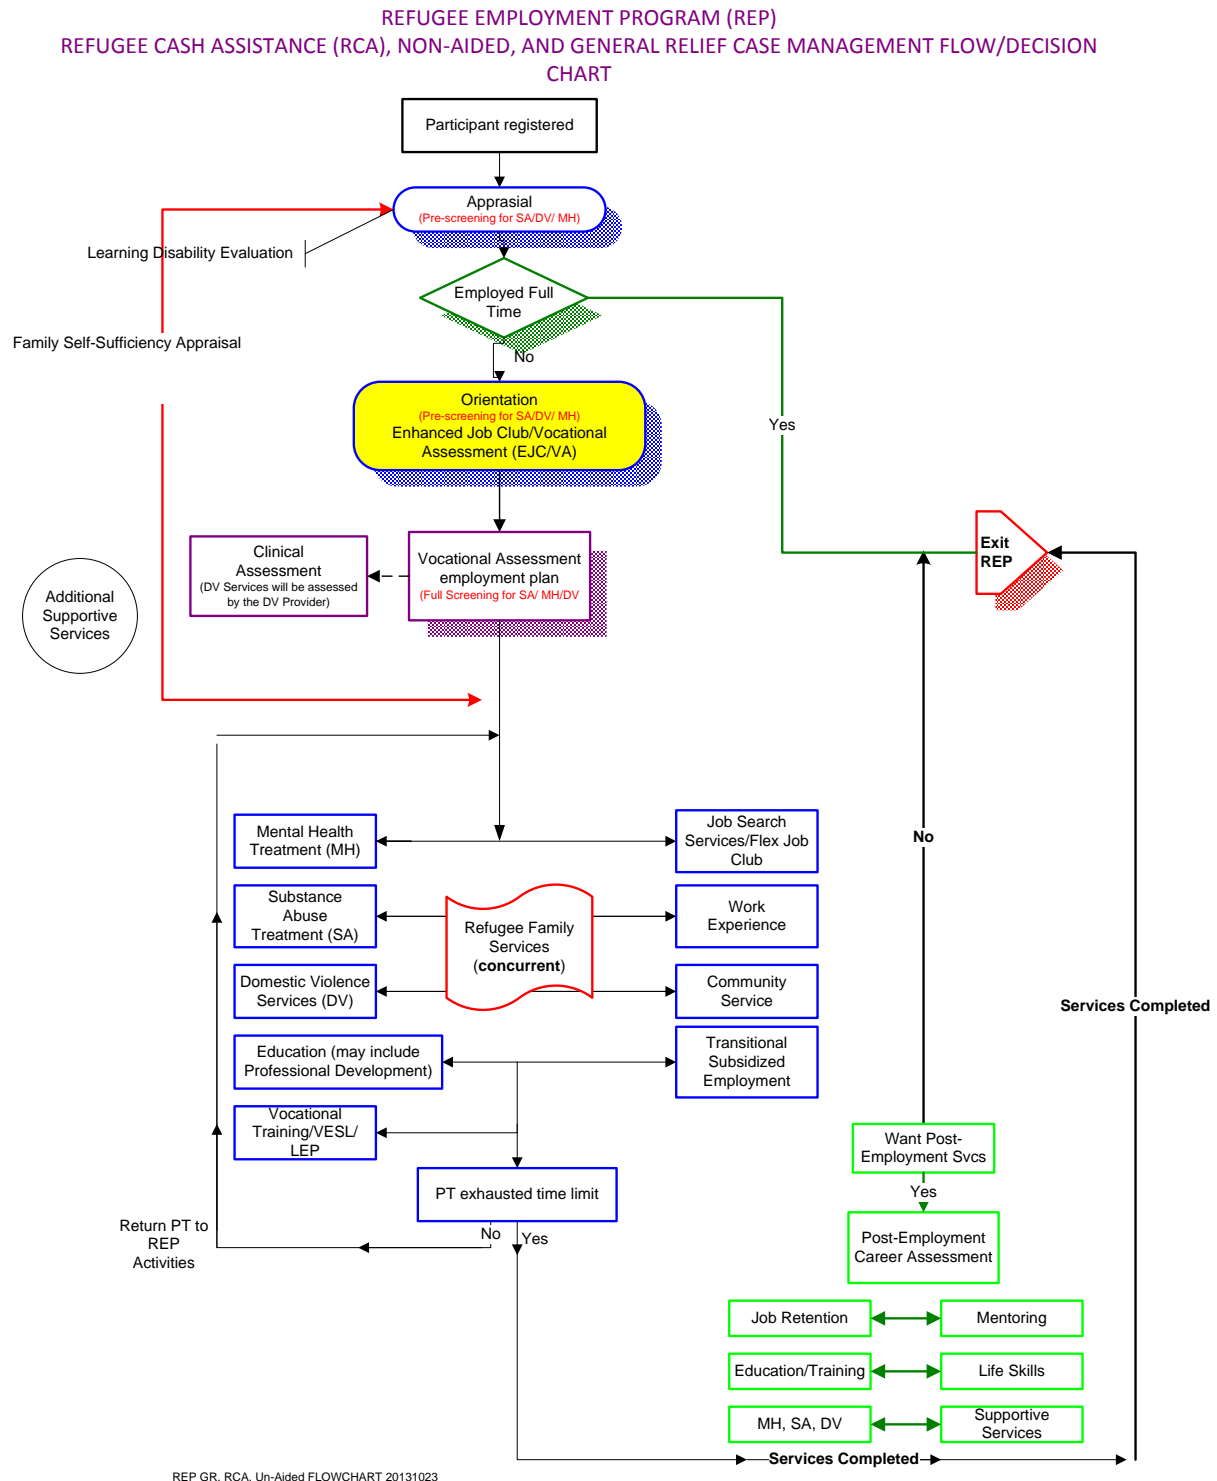 REFUGEE EMPLOYMENT PROGRAM (REP)
REFUGEE CASH ASSISTANCE (RCA), NON-AIDED, AND GENERAL RELIEF CASE MANAGEMENT FLOW/DECISION
CHART
Participant registered
Apprasial
(Pre-screening for SA/DV/ MH)
Learning Disability Evaluation
Employed Full
Time
Family Self-Sufficiency Appraisal
No
Orientation
(Pre-screening for SA/DV/ MH)
Enhanced Job Club/Vocational
Assessment (EJC/VA)
Yes
Clinical
Assessment
(DV Services will be assessed
by the DV Provider)
Vocational Assessment
employment plan
(Full Screening for SA/ MH/DV
Exit
REP
Additional
Supportive
Services
Mental Health
Treatment (MH)
Job Search
Services/Flex Job
Club
No
Substance
Abuse
Treatment (SA)
Refugee Family
Services
(concurrent)
Work
Experience
Domestic Violence
Services (DV)
Community
Service
Services Completed
Education (may include
Professional Development)
Transitional
Subsidized
Employment
Vocational
Training/VESL/
LEP
Want Post-
Employment Svcs
PT exhausted time limit
Yes
Return PT to
REP
Activities
No
Yes
Post-Employment
Career Assessment
Job Retention
Mentoring
Education/Training
Life Skills
MH, SA, DV
Supportive
Services
Services Completed
REP GR, RCA, Un-Aided FLOWCHART 20131023